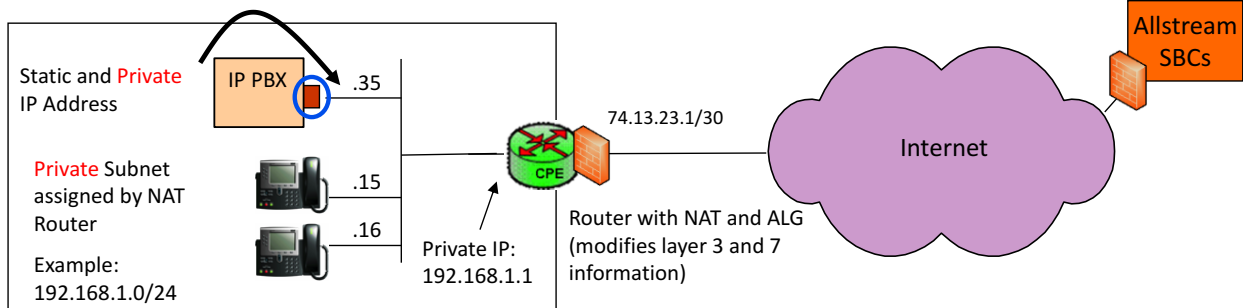 Static and Private
IP Address
IP PBX
.35
Private Subnet
assigned by NAT
Router
Example:
192.168.1.0/24
.15
.16
Private IP:
192.168.1.1
CPE
74.13.23.1/30
Router with NAT and ALG
(modifies layer 3 and 7
information)
Internet
Allstream
SBCs